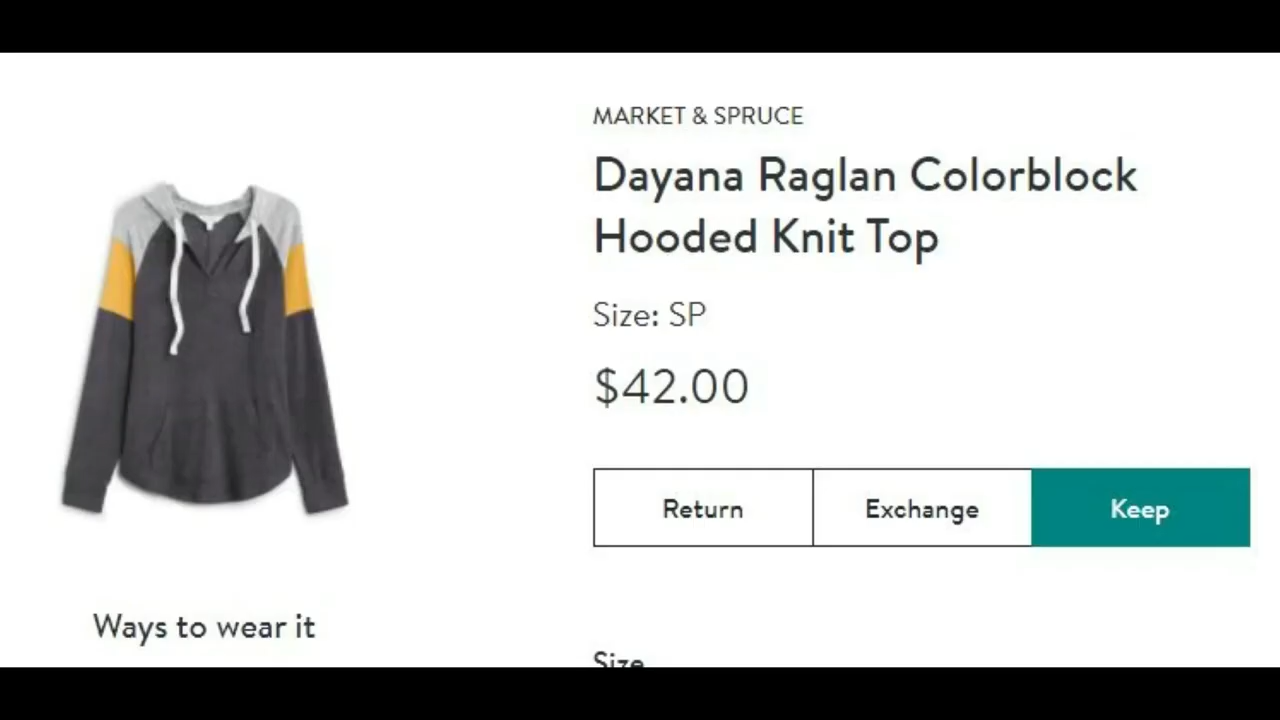 MARKET & SPRUCE
Dayana Raglan Colorblock
Hooded Knit Top
Size: SP
$42.00
Return
Exchange
Keep
Ways to wear it
Size